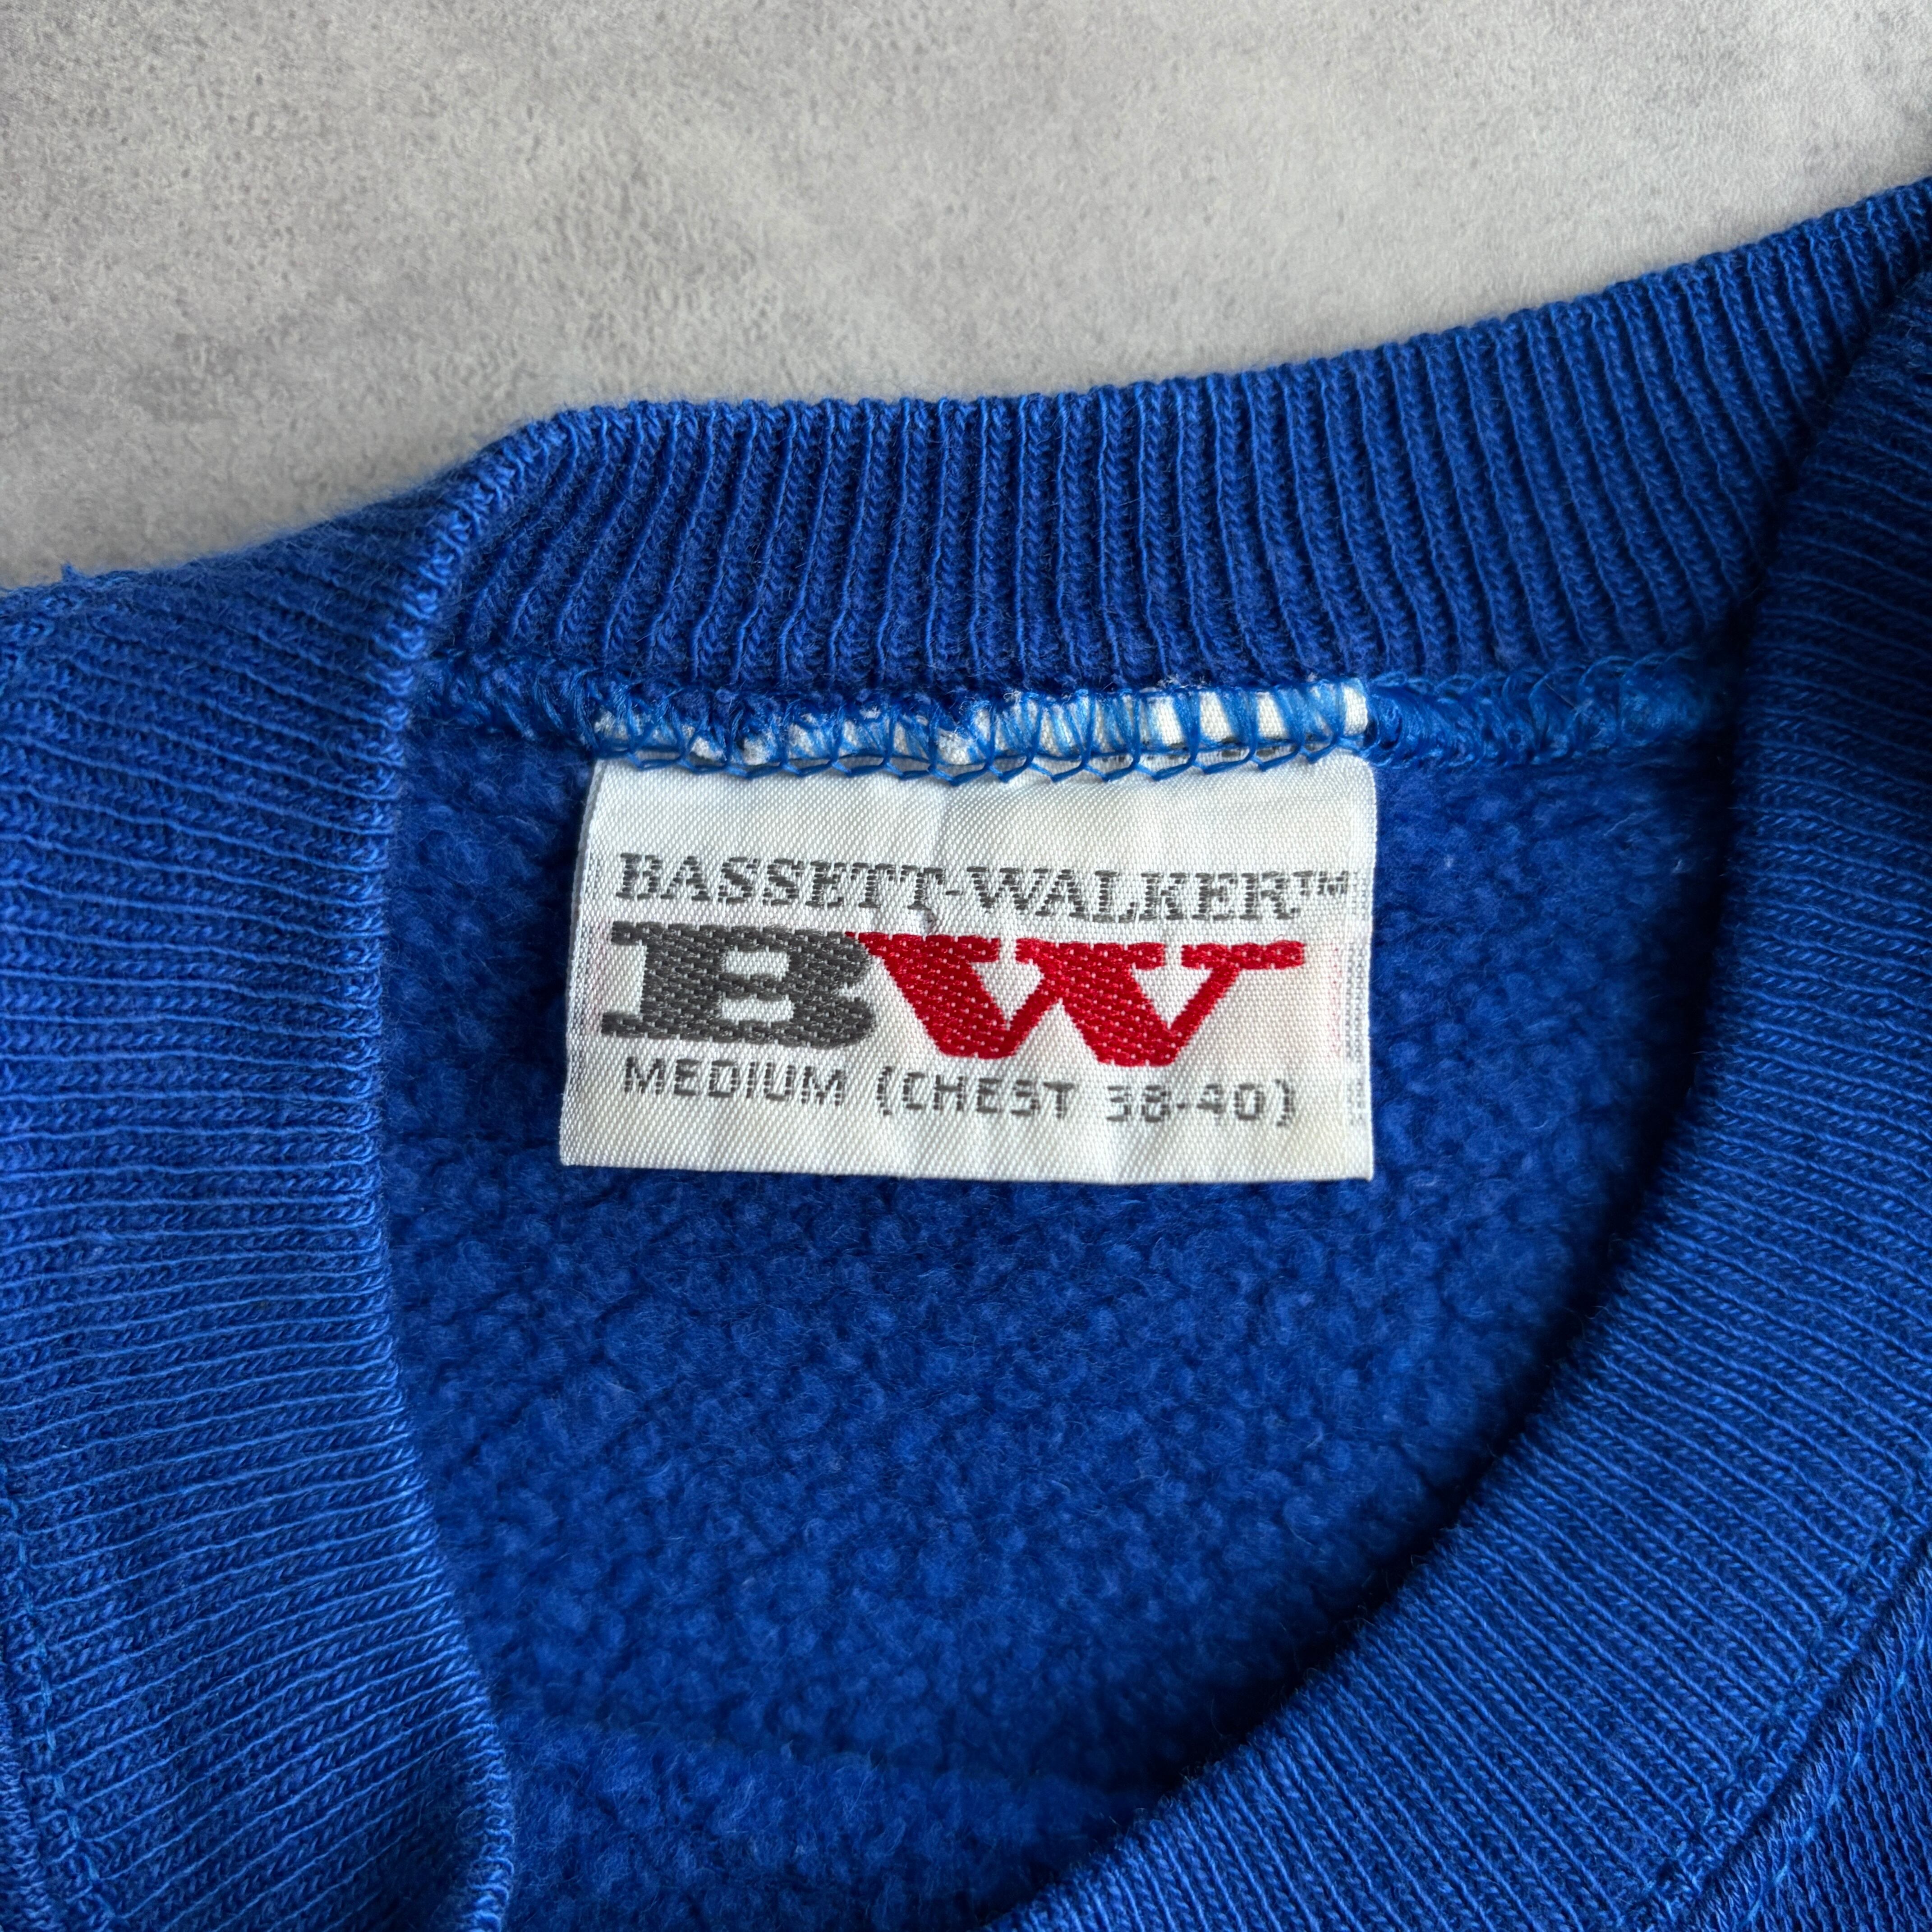 BASSETT-WALKER™
BW
MEDIUM (CHEST 38-40)